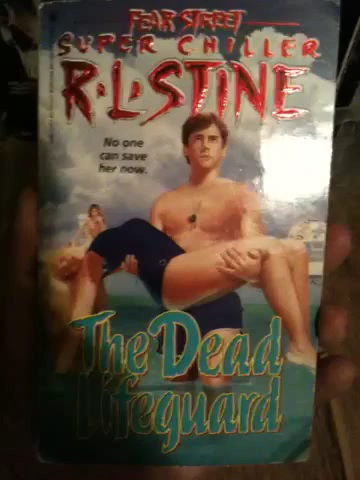 FEAR STREET
SUPER CHILLER
R·L·STINE
No one
can save
her now.
The Dead
Lifeguard